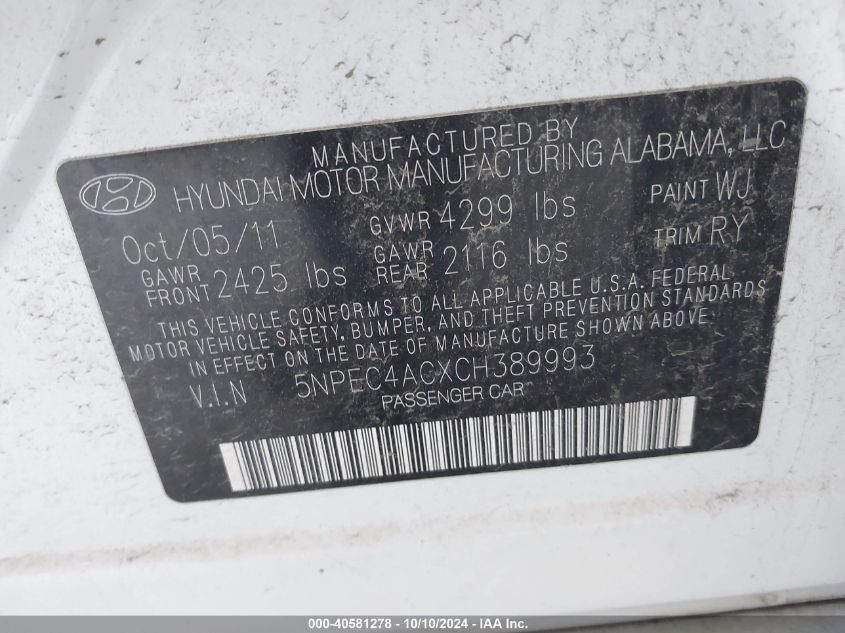 MANUFACTURED BY
HYUNDAI MOTOR MANUFACTURING ALABAMA, LLC
Oct/05/11 GVWR 4299 lbs PAINT WJ
GAWR FRONT 2425 lbs GAWR REAR 2116 lbs TRIM RY
THIS VEHICLE CONFORMS TO ALL APPLICABLE U.S.A. FEDERAL
MOTOR VEHICLE SAFETY, BUMPER, AND THEFT PREVENTION STANDARDS
IN EFFECT ON THE DATE OF MANUFACTURE SHOWN ABOVE.
V.I.N 5NPEC4ACXCH389993
PASSENGER CAR
000-40581278 - 10/10/2024 - IAA Inc.